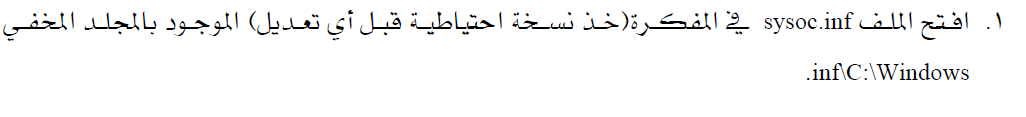 ١. افتح الملف sysoc.inf في المفكرة(خذ نسخة احتياطية قبل أي تعديل) الموجود بالمجلد المخفي
.inf\C:\Windows